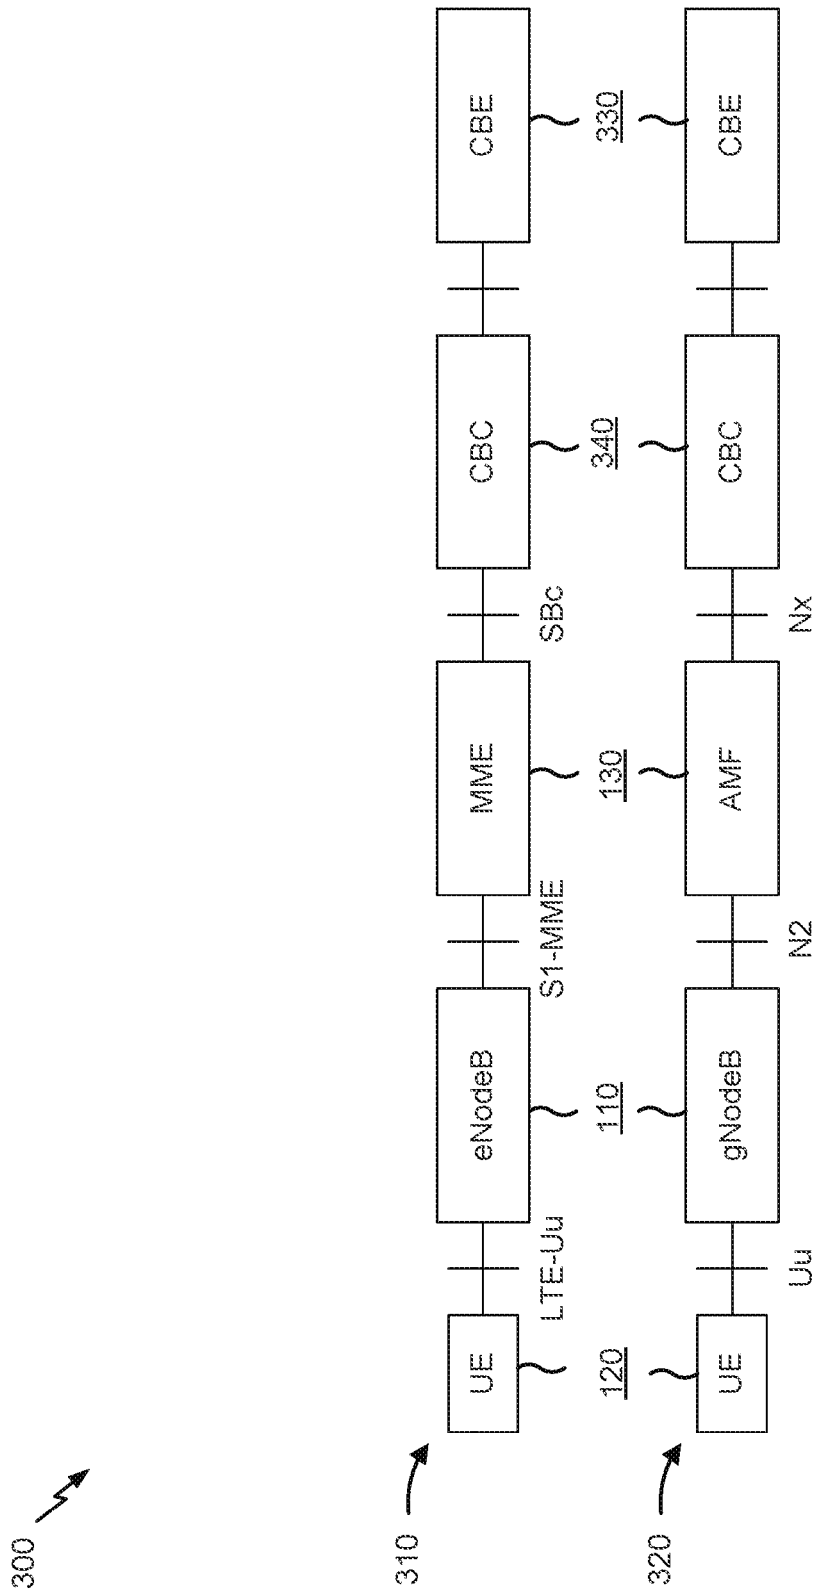 300
310
UE
LTE-Uu
eNodeB
S1-MME
MME
SBc
CBC
CBE
120
110
130
340
330
320
UE
Uu
gNodeB
N2
AMF
Nx
CBC
CBE